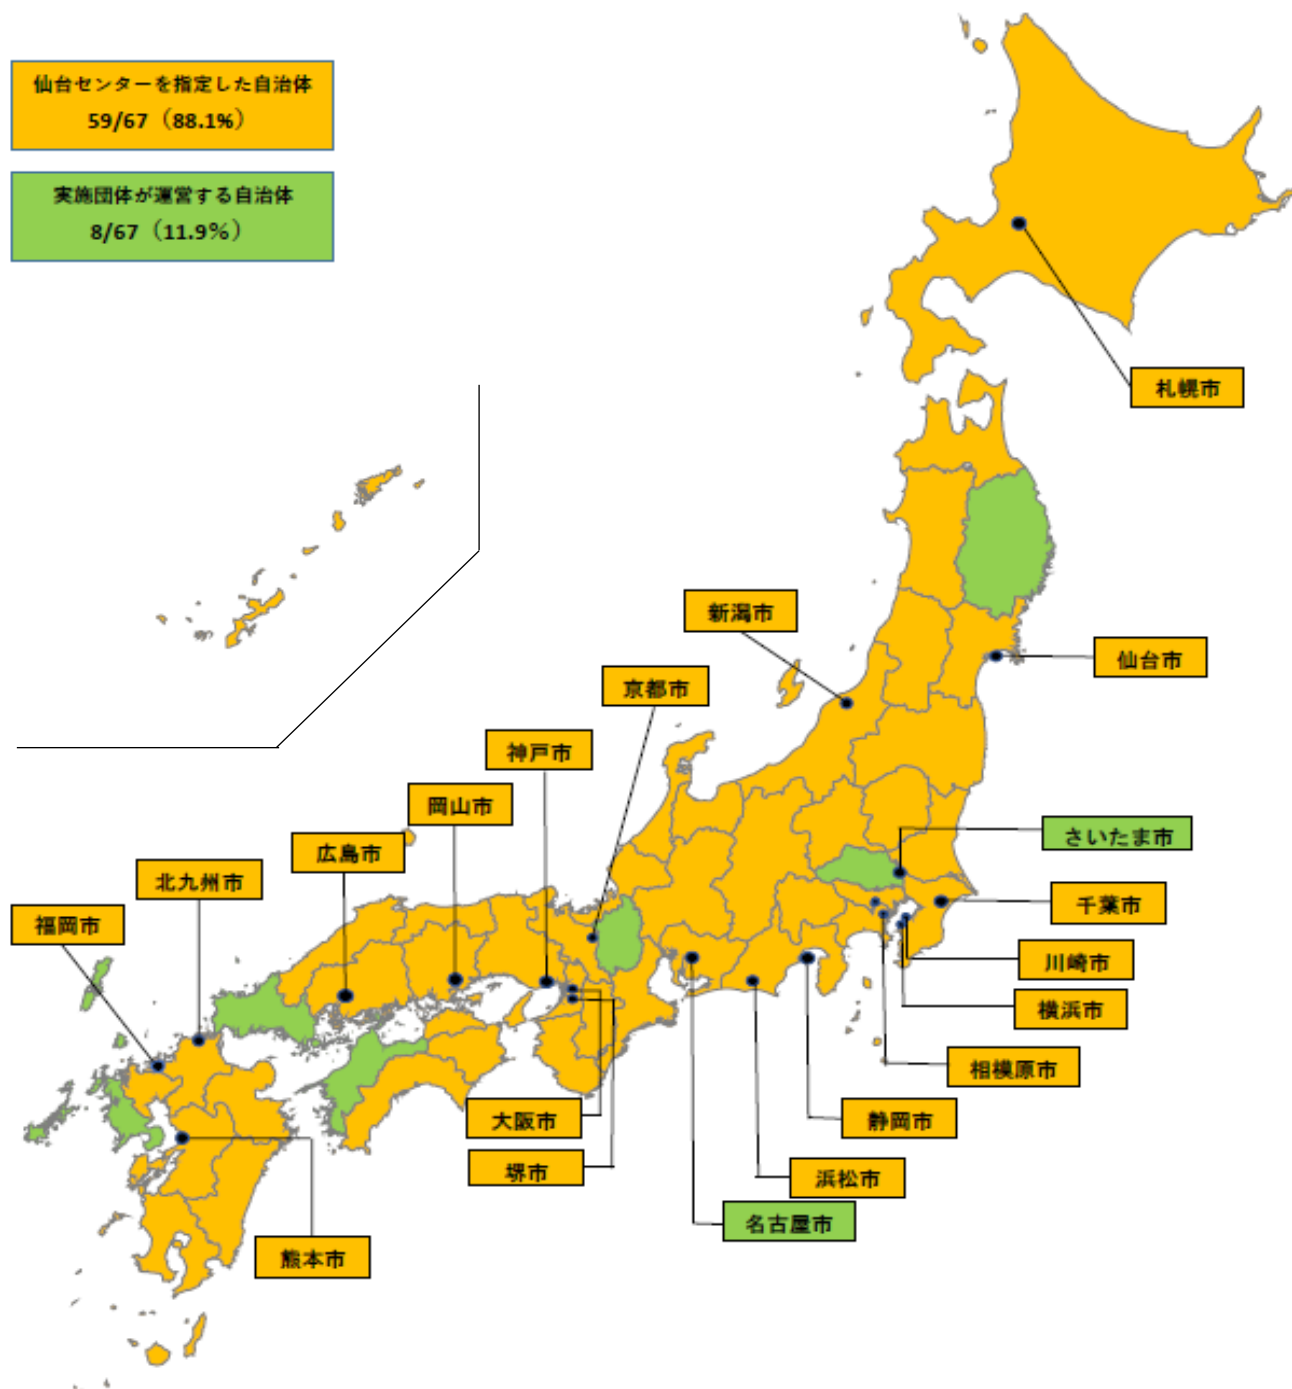 仙台センターを指定した自治体
59/67（88.1%）
実施団体が運営する自治体
8/67（11.9%）
札幌市
新潟市
仙台市
京都市
神戸市
岡山市
広島市
さいたま市
北九州市
千葉市
福岡市
川崎市
横浜市
相模原市
大阪市
静岡市
堺市
浜松市
名古屋市
熊本市